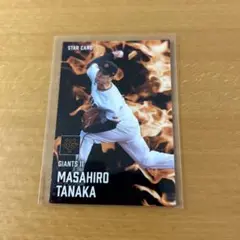 STAR CARD
GIANTS 11
MASAHIRO
TANAKA